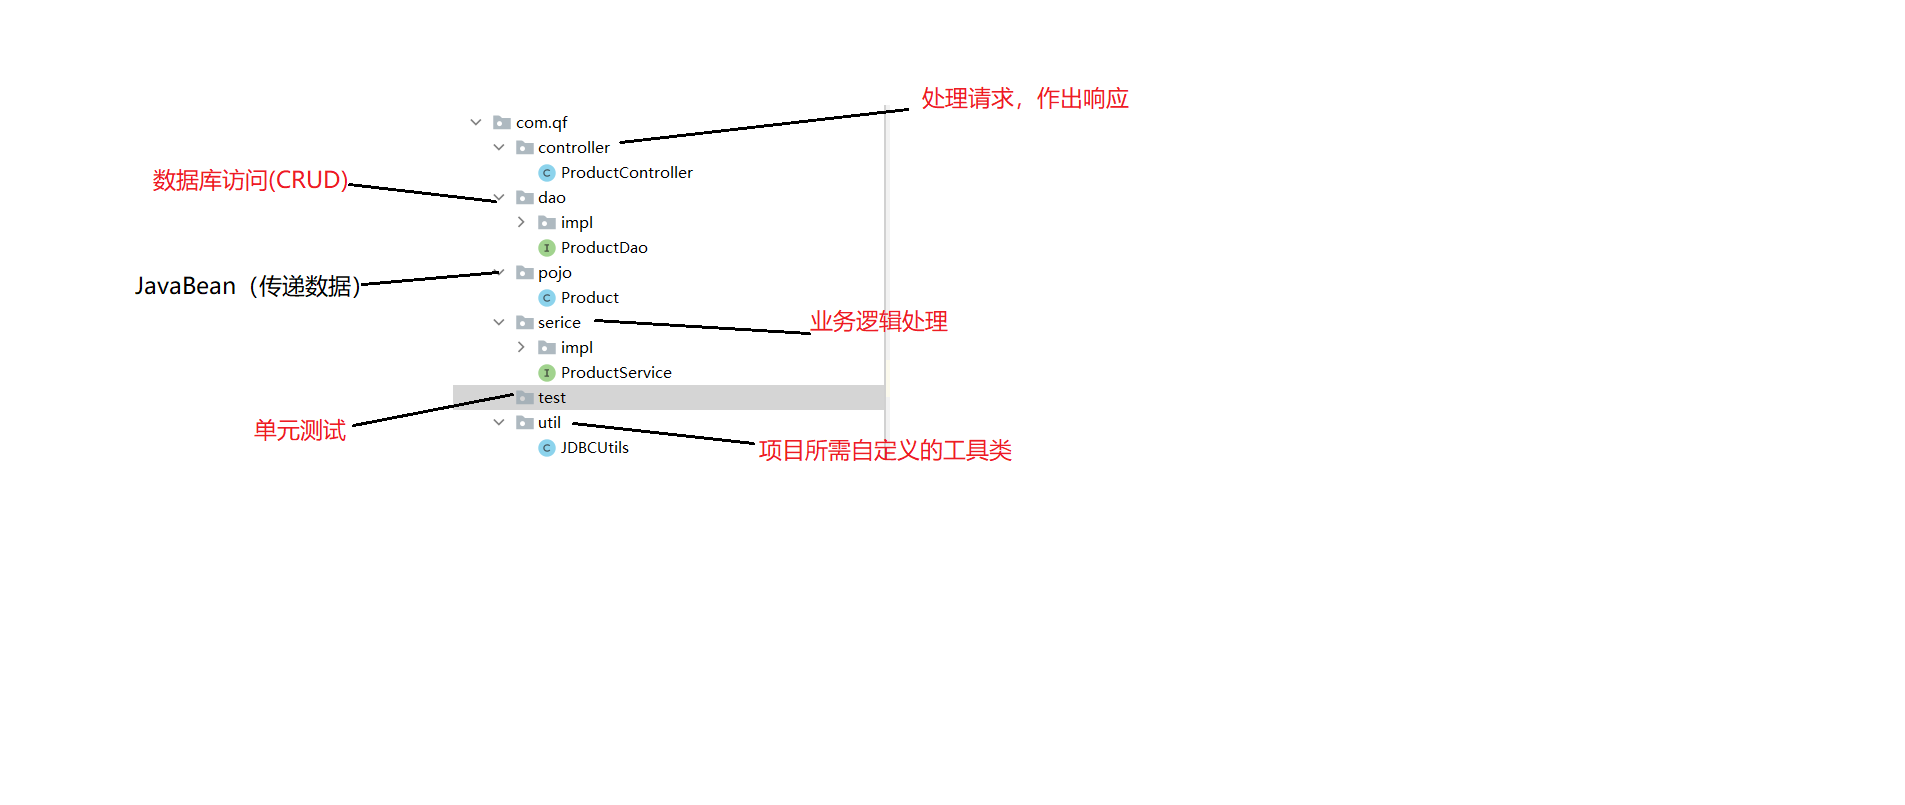 处理请求，作出响应
com.qf
controller
ProductController
数据库访问(CRUD)
dao
impl
ProductDao
pojo
JavaBean（传递数据）
Product
serice
业务逻辑处理
impl
ProductService
test
单元测试
util
JDBCUtils
项目所需自定义的工具类